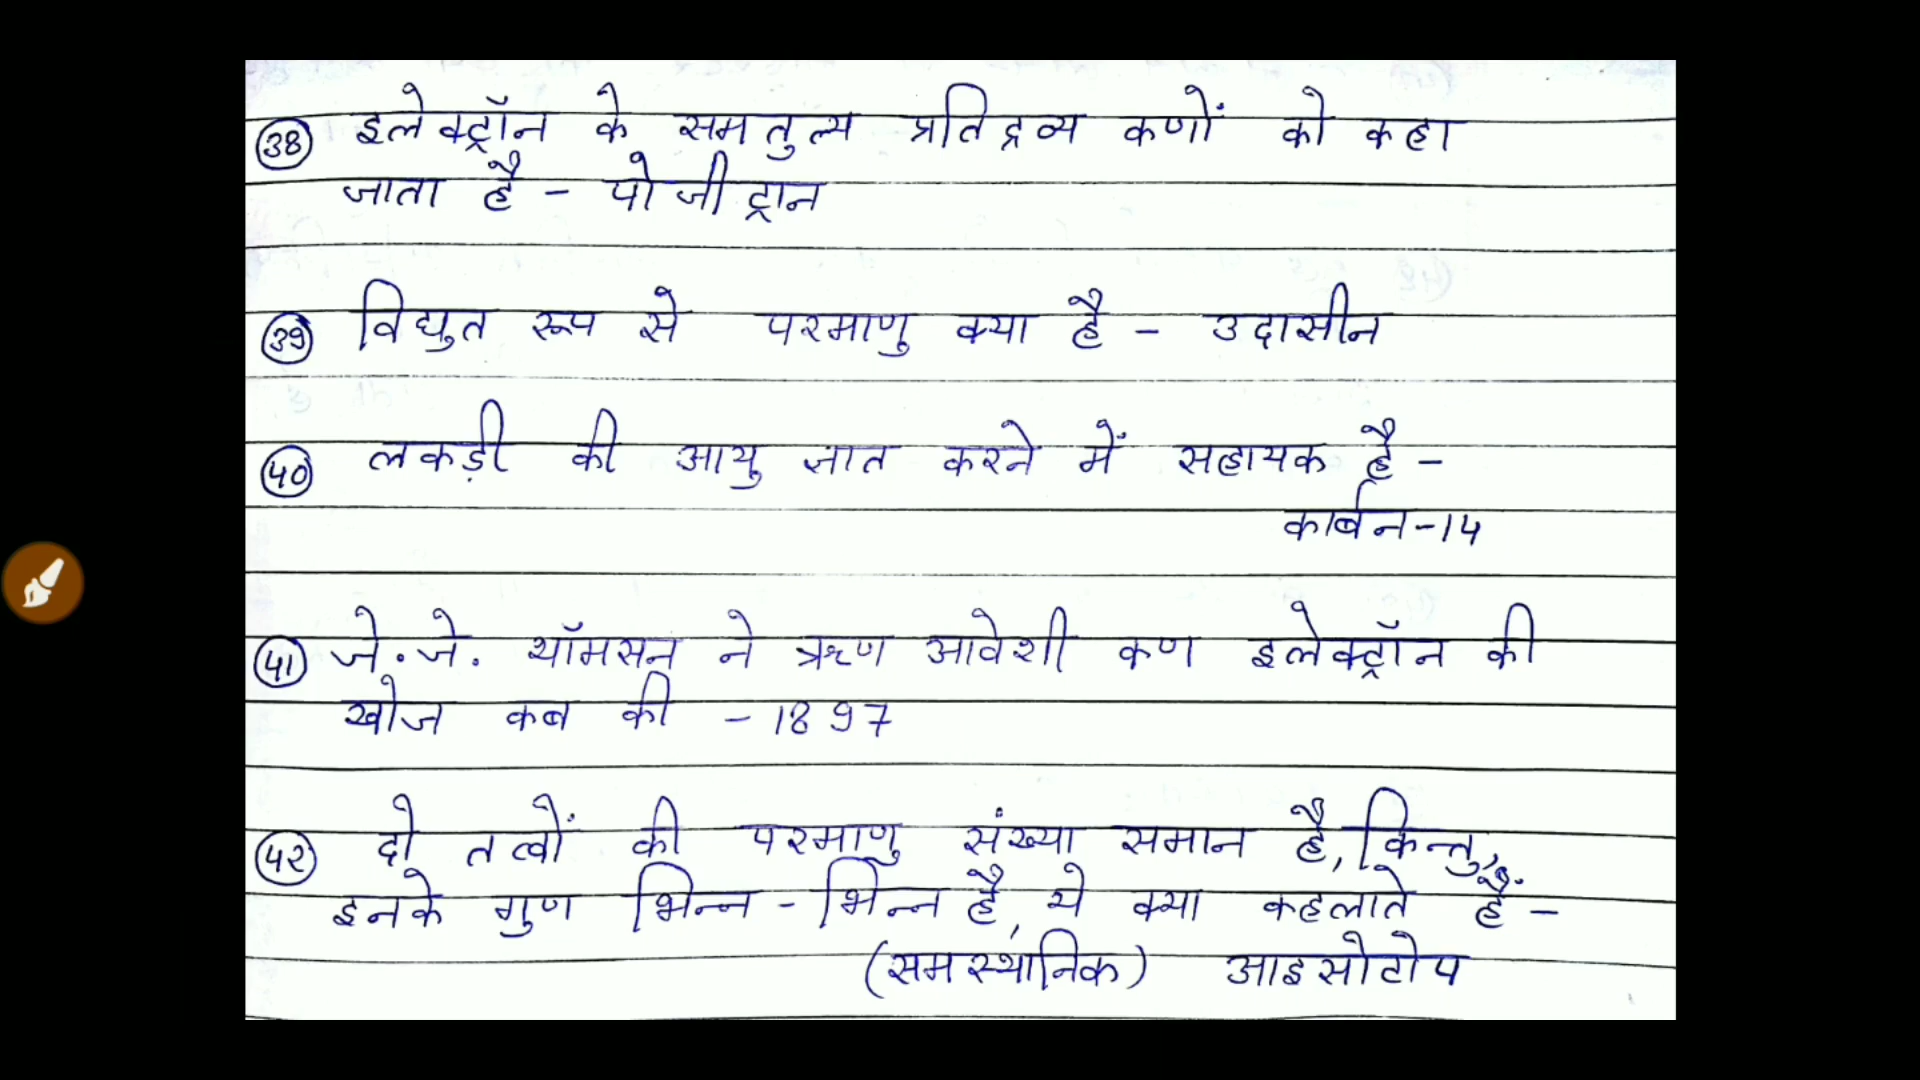 38 इलेक्ट्रॉन के समतुल्य प्रतिद्रव्य कणों को कहा
जाता है - पोजीट्रान
39 विद्युत रूप से परमाणु क्या है - उदासीन
40 लकड़ी की आयु ज्ञात करने में सहायक है -
कार्बन-14
41 जे. जे. थॉमसन ने ऋण आवेशी कण इलेक्ट्रॉन की
खोज कब की - 1897
42 दो तत्वों की परमाणु संख्या समान है, किन्तु,
इनके गुण भिन्न - भिन्न है, ये क्या कहलाते हैं -
(समस्थानिक) आइसोटोप